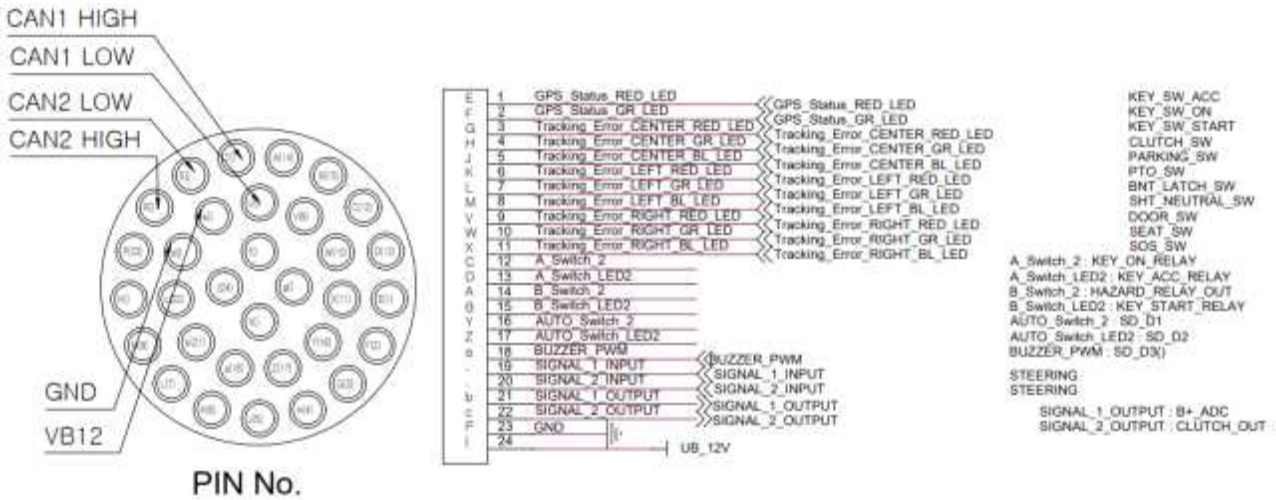 CAN1 HIGH
CAN1 LOW
CAN2 LOW
CAN2 HIGH
GND
VB12
PIN No.
E 1 GPS_Status_RED_LED
F 2 GPS_Status_GR_LED
G 3 Tracking_Error_CENTER_RED_LED
H 4 Tracking_Error_CENTER_GR_LED
J 5 Tracking_Error_CENTER_BL_LED
K 6 Tracking_Error_LEFT_RED_LED
L 7 Tracking_Error_LEFT_GR_LED
M 8 Tracking_Error_LEFT_BL_LED
V 9 Tracking_Error_RIGHT_RED_LED
W 10 Tracking_Error_RIGHT_GR_LED
X 11 Tracking_Error_RIGHT_BL_LED
C 12 A_Switch_2
D 13 A_Switch_LED2
A 14 B_Switch_2
B 15 B_Switch_LED2
Y 16 AUTO_Switch_2
Z 17 AUTO_Switch_LED2
a 18 BUZZER_PWM
- 19 SIGNAL_1_INPUT
- 20 SIGNAL_2_INPUT
b 21 SIGNAL_1_OUTPUT
c 22 SIGNAL_2_OUTPUT
23 GND
24
GPS_Status_RED_LED
GPS_Status_GR_LED
Tracking_Error_CENTER_RED_LED
Tracking_Error_CENTER_GR_LED
Tracking_Error_CENTER_BL_LED
Tracking_Error_LEFT_RED_LED
Tracking_Error_LEFT_GR_LED
Tracking_Error_LEFT_BL_LED
Tracking_Error_RIGHT_RED_LED
Tracking_Error_RIGHT_GR_LED
Tracking_Error_RIGHT_BL_LED
BUZZER_PWM
SIGNAL_1_INPUT
SIGNAL_2_INPUT
SIGNAL_1_OUTPUT
SIGNAL_2_OUTPUT
UB_12V
KEY_SW_ACC
KEY_SW_ON
KEY_SW_START
CLUTCH_SW
PARKING_SW
PTO_SW
BNT_LATCH_SW
SHT_NEUTRAL_SW
DOOR_SW
SEAT_SW
SOS_SW
A_Switch_2 : KEY_ON_RELAY
A_Switch_LED2 : KEY_ACC_RELAY
B_Switch_2 : HAZARD_RELAY_OUT
B_Switch_LED2 : KEY_START_RELAY
AUTO_Switch_2 : SD_D1
AUTO_Switch_LED2 : SD_D2
BUZZER_PWM : SD_D3()
STEERING
STEERING
SIGNAL_1_OUTPUT : B+_ADC
SIGNAL_2_OUTPUT : CLUTCH_OUT